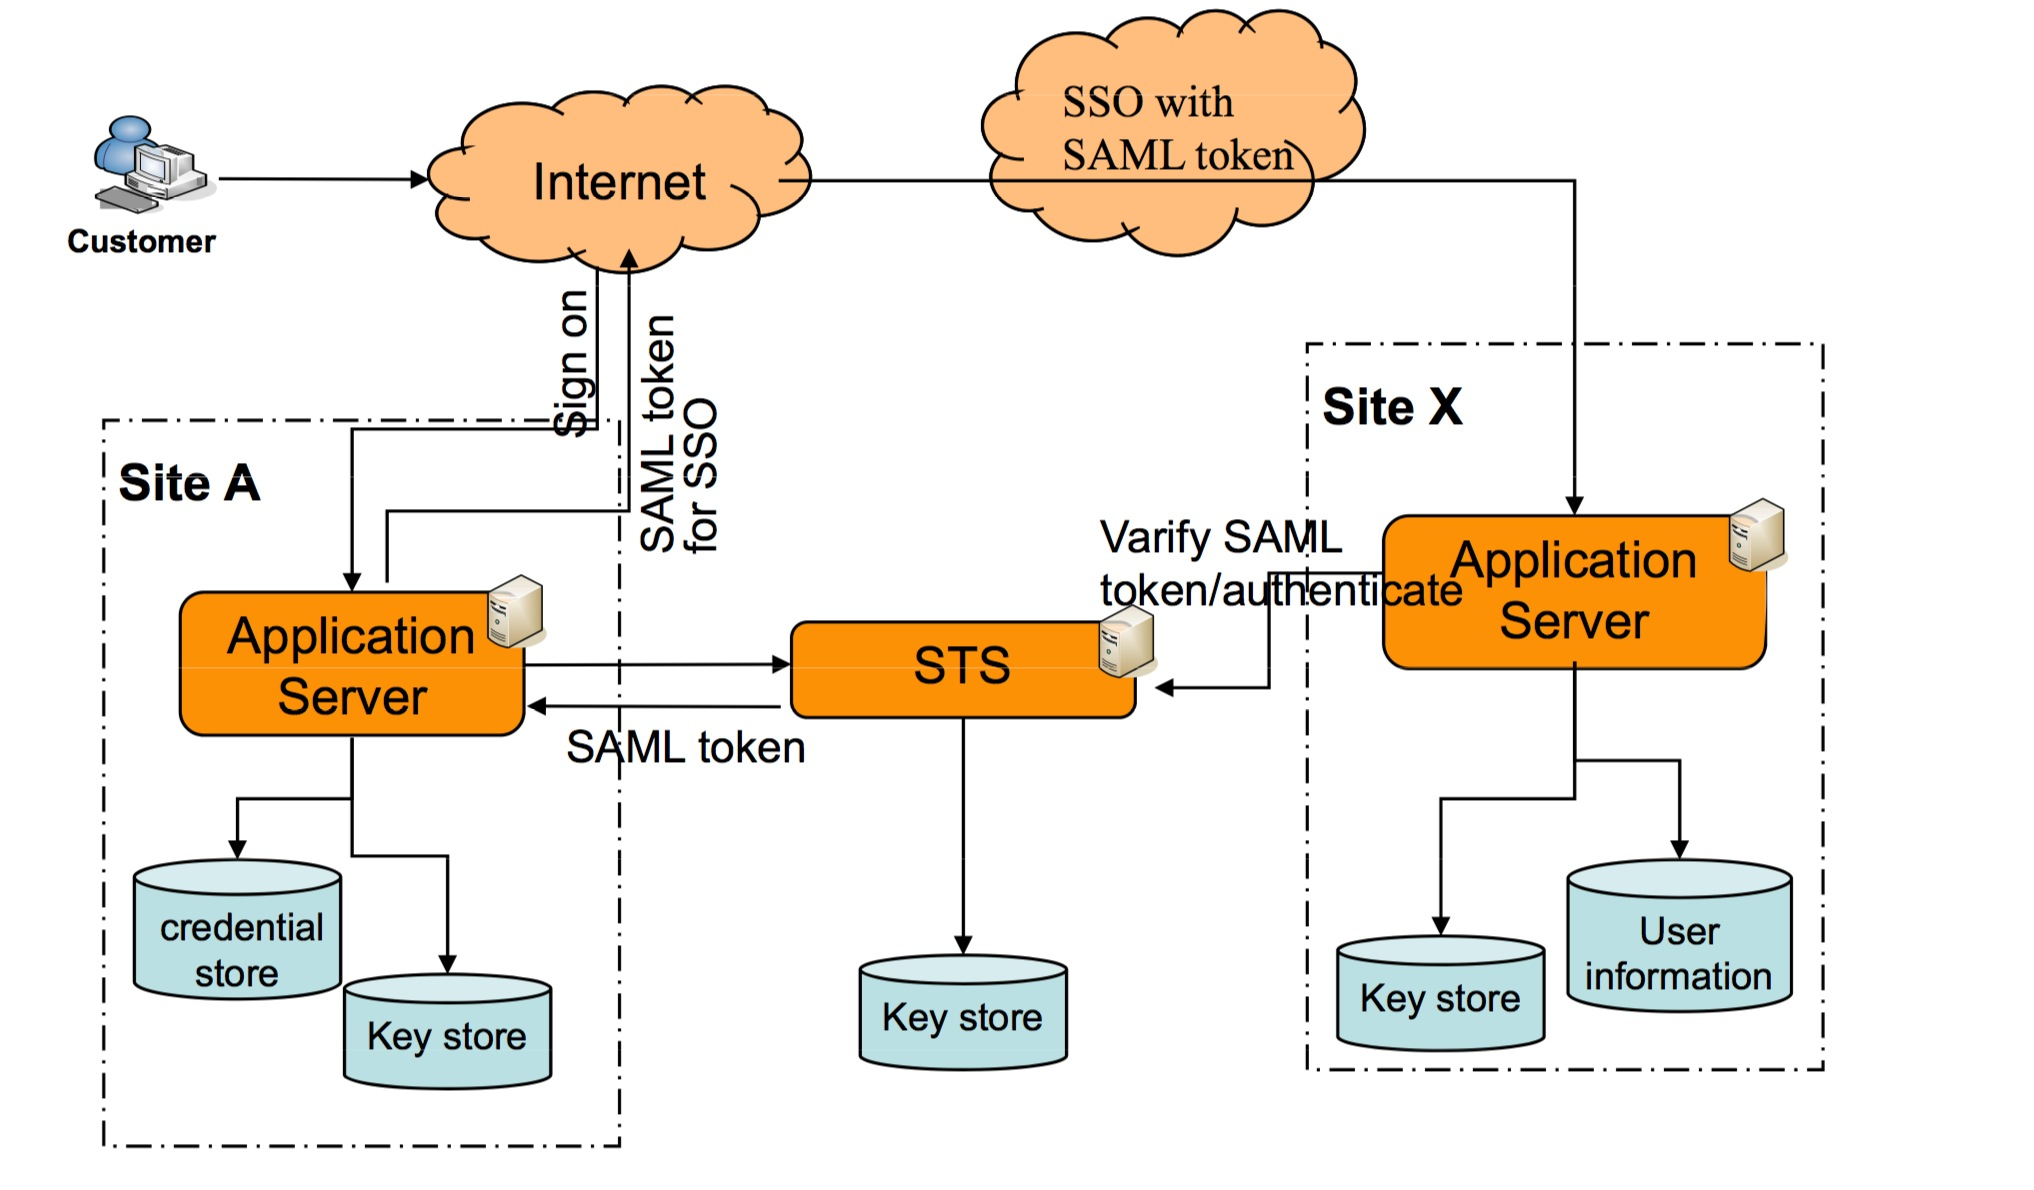 SSO with
SAML token
Internet
Customer
Sign on
SAML token
for SSO
Site A
Site X
Varify SAML
token/authenticate
Application
Server
Application
Server
STS
SAML token
credential
store
Key store
Key store
Key store
User
information